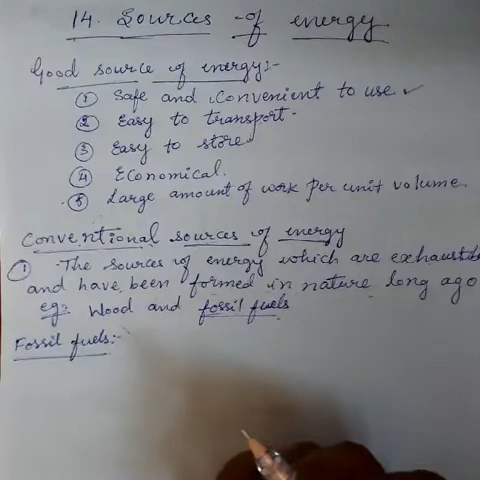 14. Sources of energy
Good source of energy:-
① Safe and convenient to use ✓
② Easy to transport.
③ Easy to store
④ Economical.
⑤ Large amount of work per unit volume.
Conventional sources of energy
① The sources of energy which are exhaustib
and have been formed in nature long ago
eg: Wood and fossil fuels
Fossil fuels:-